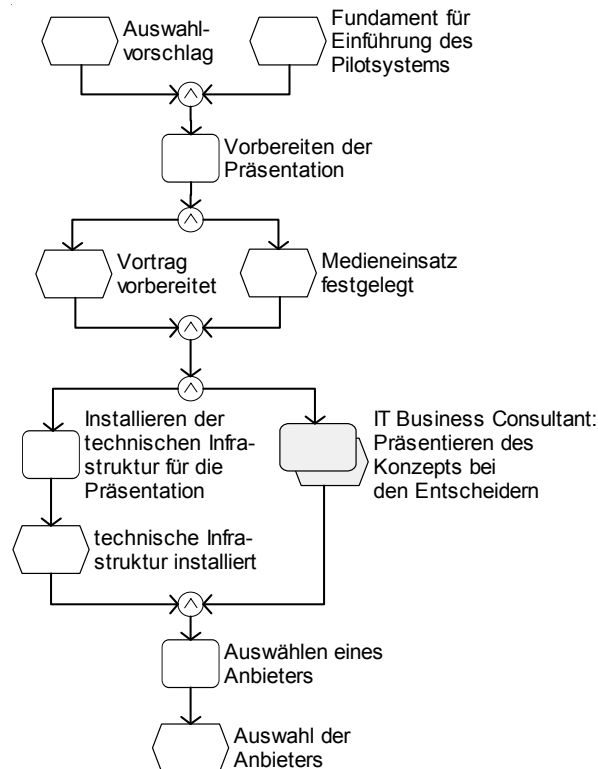 Auswahl-
vorschlag
Fundament für
Einführung des
Pilotsystems
Vorbereiten der
Präsentation
Vortrag
vorbereitet
Medieneinsatz
festgelegt
Installieren der
technischen Infra-
struktur für die
Präsentation
IT Business Consultant:
Präsentieren des
Konzepts bei
den Entscheidern
technische Infra-
struktur installiert
Auswählen eines
Anbieters
Auswahl der
Anbieters